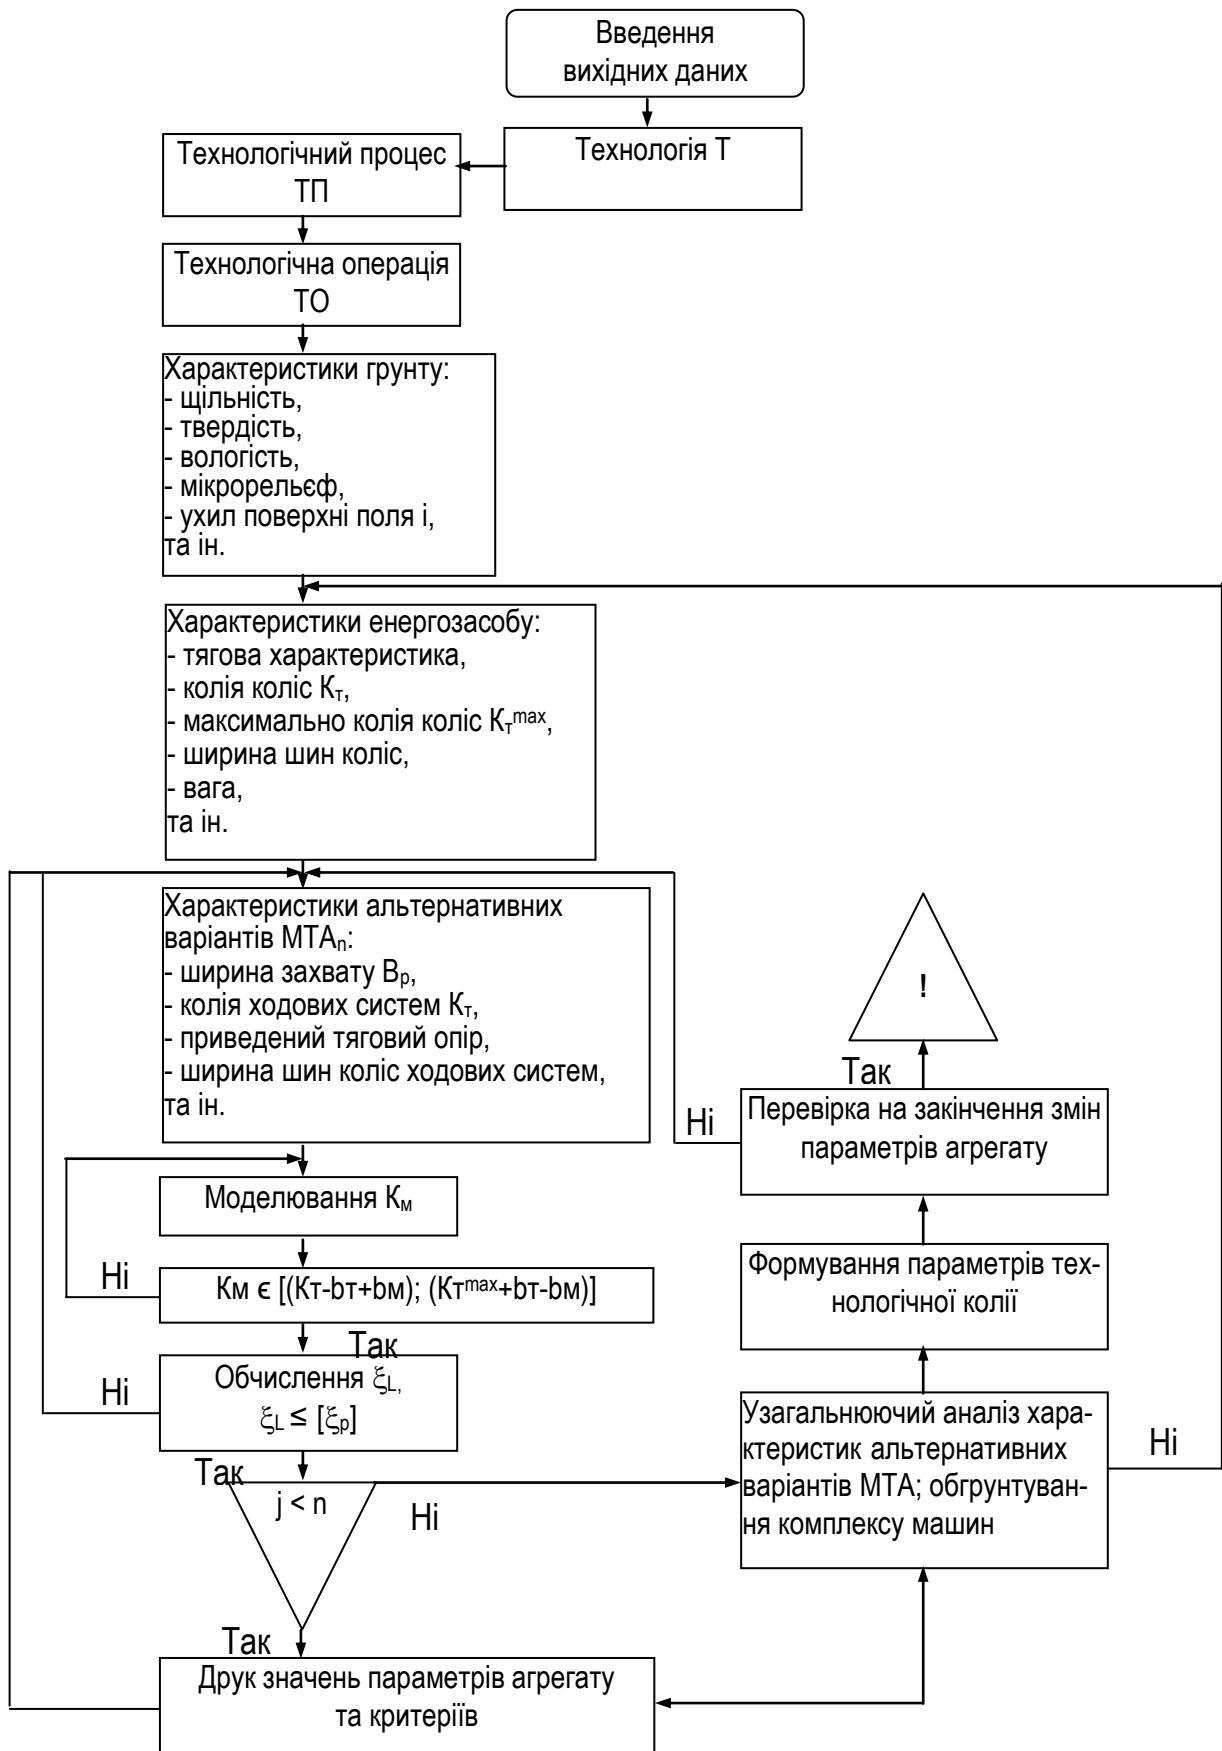 Введення
вихідних даних
Технологія Т
Технологічний процес
ТП
Технологічна операція
ТО
Характеристики грунту:
- щільність,
- твердість,
- вологість,
- мікрорельєф,
- ухил поверхні поля і,
та ін.
Характеристики енергозасобу:
- тягова характеристика,
- колія коліс Кт,
- максимально колія коліс Кт^max,
- ширина шин коліс,
- вага,
та ін.
Характеристики альтернативних
варіантів МТАn:
- ширина захвату Вр,
- колія ходових систем Кт,
- приведений тяговий опір,
- ширина шин коліс ходових систем,
та ін.
Моделювання Км
Ні
Км є [(Кт-bт+bм); (Кт^max+bт-bм)]
Так
Ні
Обчислення ξL,
ξL ≤ [ξр]
Так
j < n
Ні
Так
Друк значень параметрів агрегату
та критеріїв
Узагальнюючий аналіз хара-
ктеристик альтернативних
варіантів МТА; обгрунтуван-
ня комплексу машин
Ні
Формування параметрів тех-
нологічної колії
Перевірка на закінчення змін
параметрів агрегату
Ні
Так
!